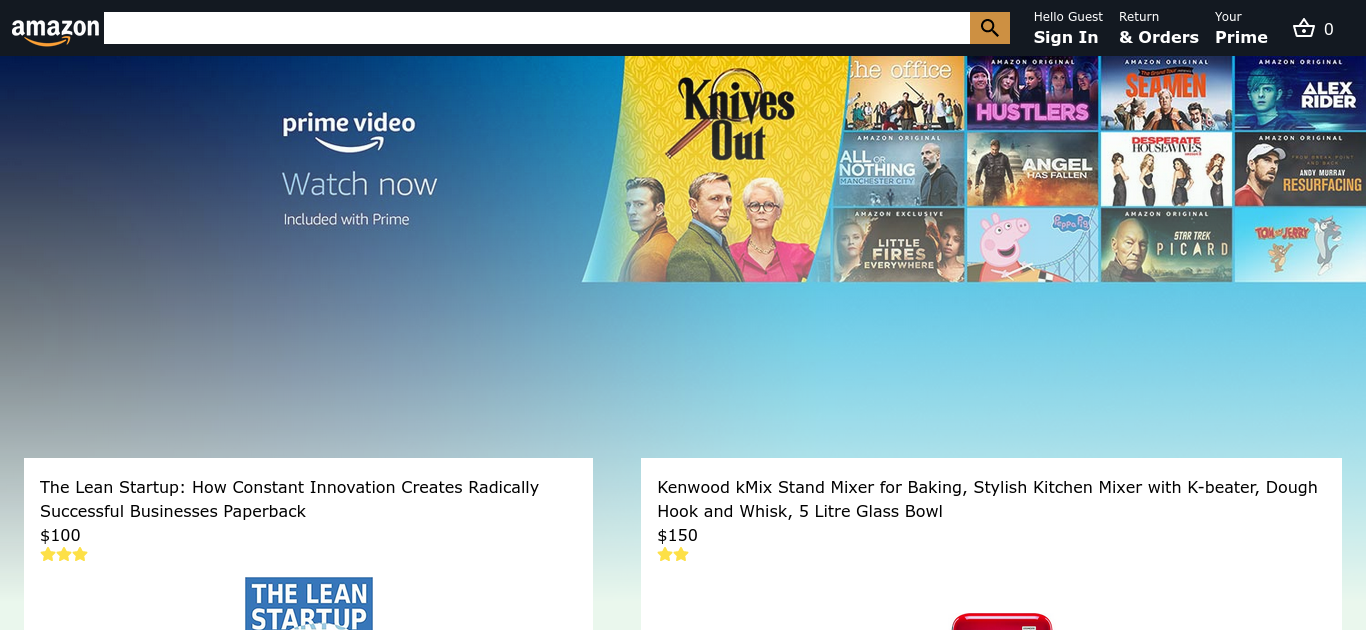 amazon
Hello Guest
Sign In
Return
& Orders
Your
Prime
0
prime video
Watch now
Included with Prime
Knives
Out
the office
AMAZON ORIGINAL
HUSTLERS
AMAZON ORIGINAL
The Grand Tour
SEAMEN
AMAZON ORIGINAL
ALEX
RIDER
AMAZON ORIGINAL
ALL OR
NOTHING
MANCHESTER CITY
ANGEL
HAS FALLEN
DESPERATE
HOUSEWIVES
AMAZON ORIGINAL
FROM BREAK POINT
AND BACK
ANDY MURRAY
RESURFACING
AMAZON EXCLUSIVE
LITTLE
FIRES
EVERYWHERE
Peppa Pig
AMAZON ORIGINAL
STAR TREK
PICARD
TOM and JERRY
The Lean Startup: How Constant Innovation Creates Radically
Successful Businesses Paperback
$100
THE LEAN
STARTUP
Kenwood kMix Stand Mixer for Baking, Stylish Kitchen Mixer with K-beater, Dough
Hook and Whisk, 5 Litre Glass Bowl
$150